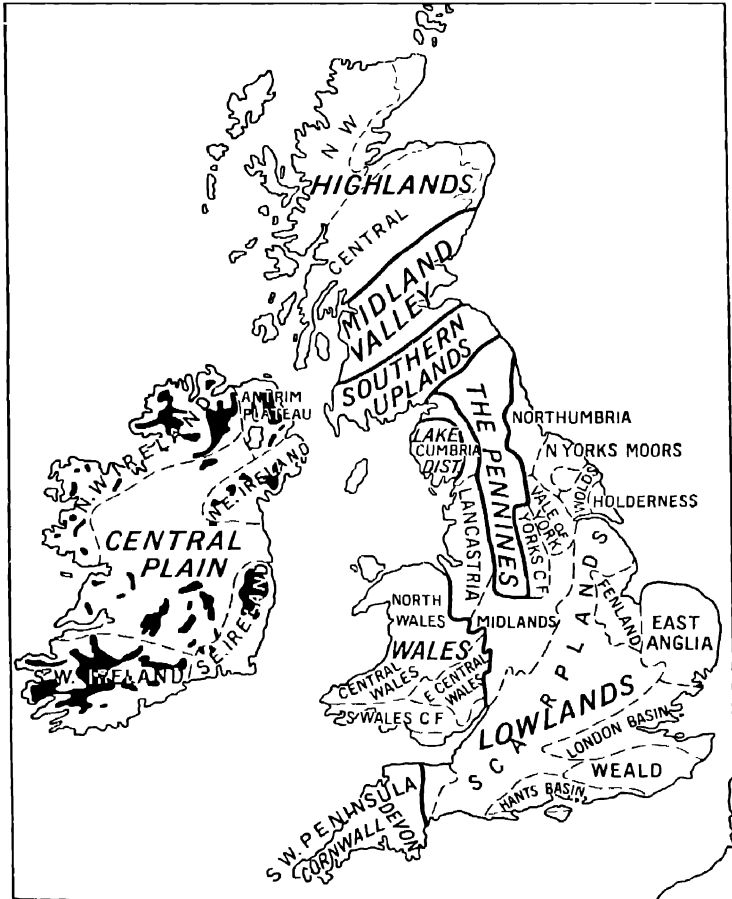 N W
HIGHLANDS
CENTRAL
MIDLAND
VALLEY
SOUTHERN
UPLANDS
ANTRIM
PLATEAU
N.W. IRELAND
N E. IRELAND
CENTRAL
PLAIN
S E IRELAND
S.W. IRELAND
LAKE
CUMBRIA
DIST
THE PENNINES
NORTHUMBRIA
N YORKS MOORS
WOLDS
HOLDERNESS
VALE OF
YORK
YORKS C F
LANCASTRIA
NORTH
WALES
MIDLANDS
FENLAND
EAST
ANGLIA
WALES
CENTRAL
WALES
E CENTRAL
WALES
S WALES C F
SCARPLANDS
LOWLANDS
LONDON BASIN
WEALD
HANTS BASIN
S W. PENINSULA
DEVON
CORNWALL